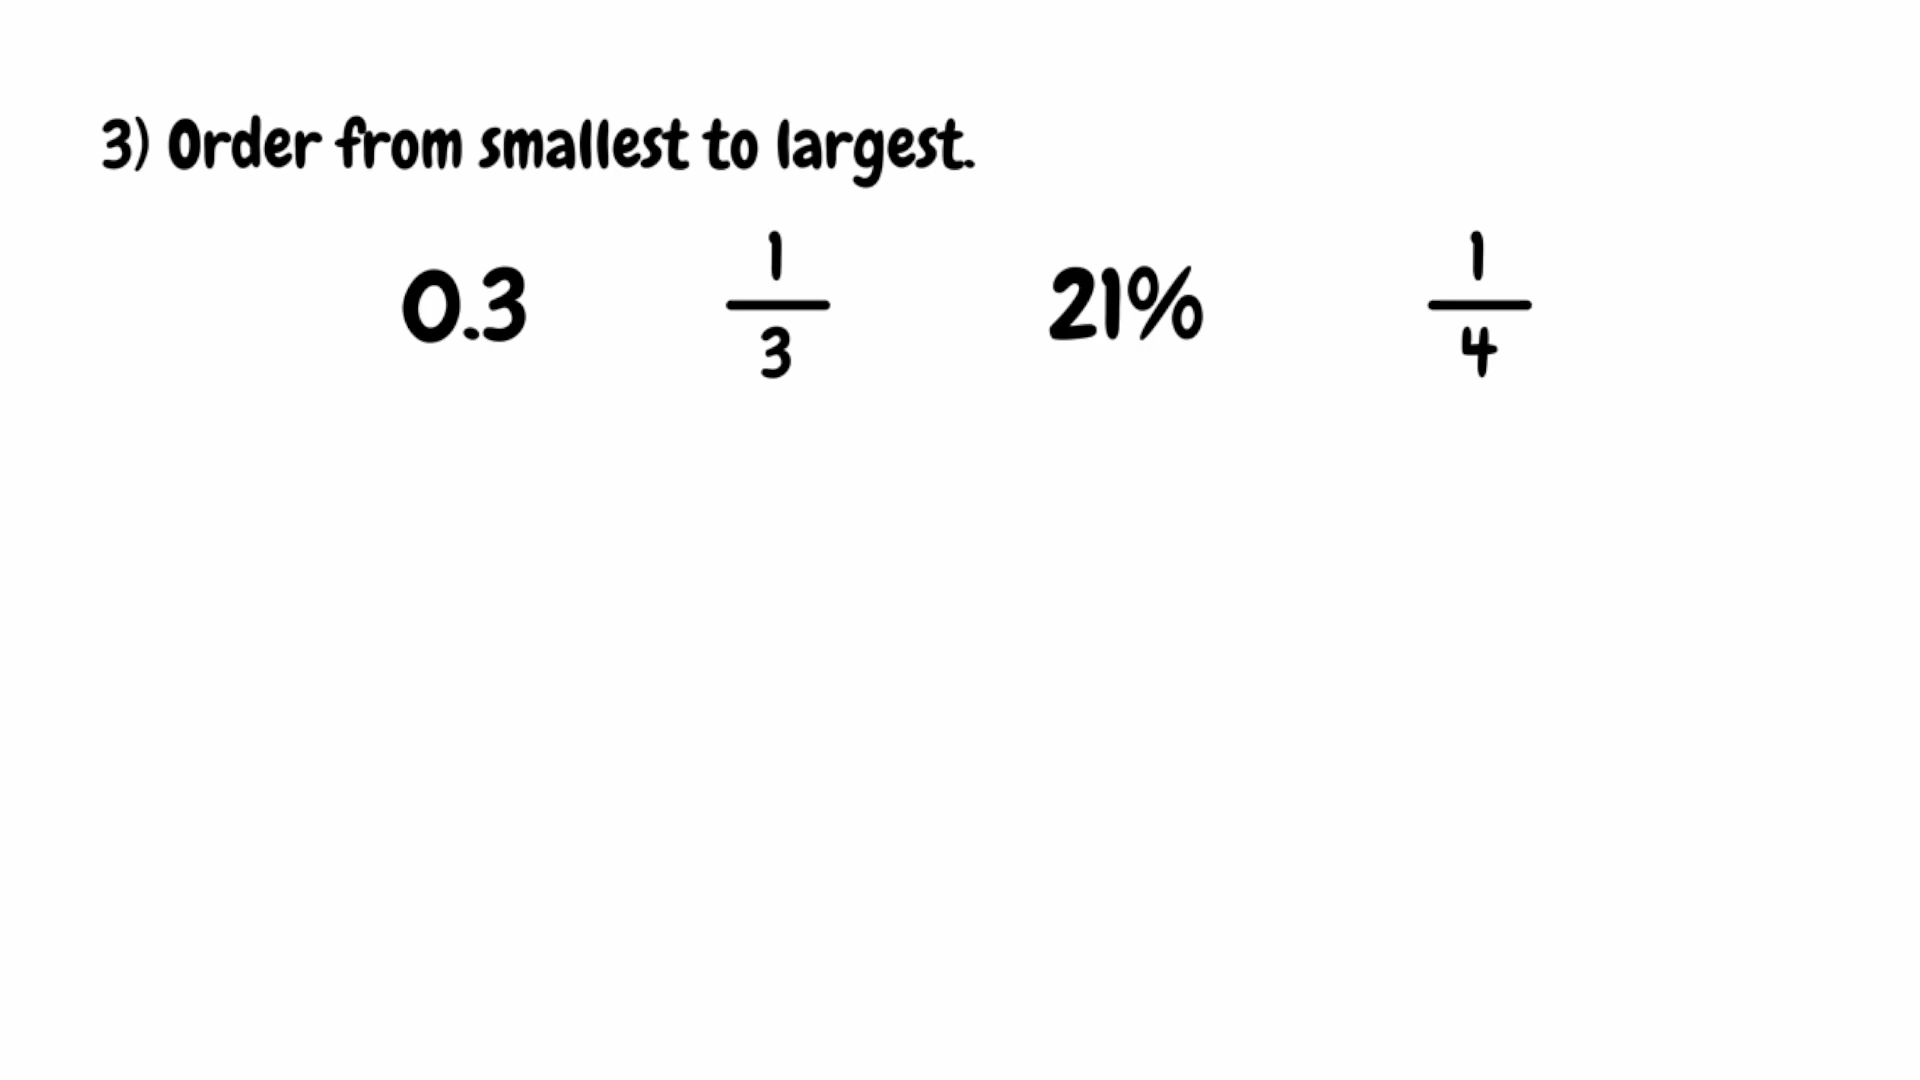 3) Order from smallest to largest.
0.3 1/3 21% 1/4